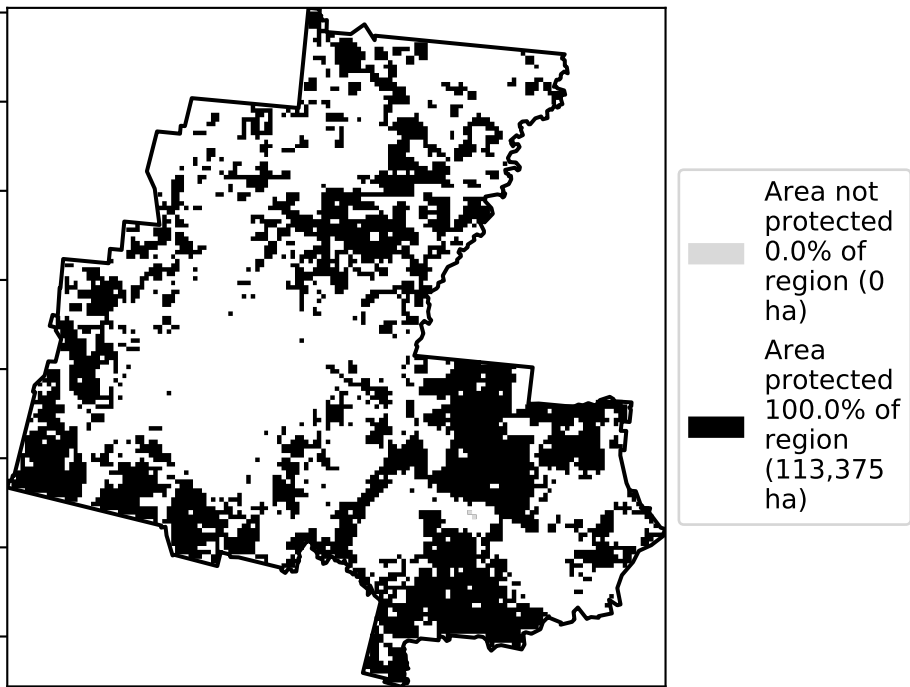 Area not
protected
0.0% of
region (0
ha)
Area
protected
100.0% of
region
(113,375
ha)